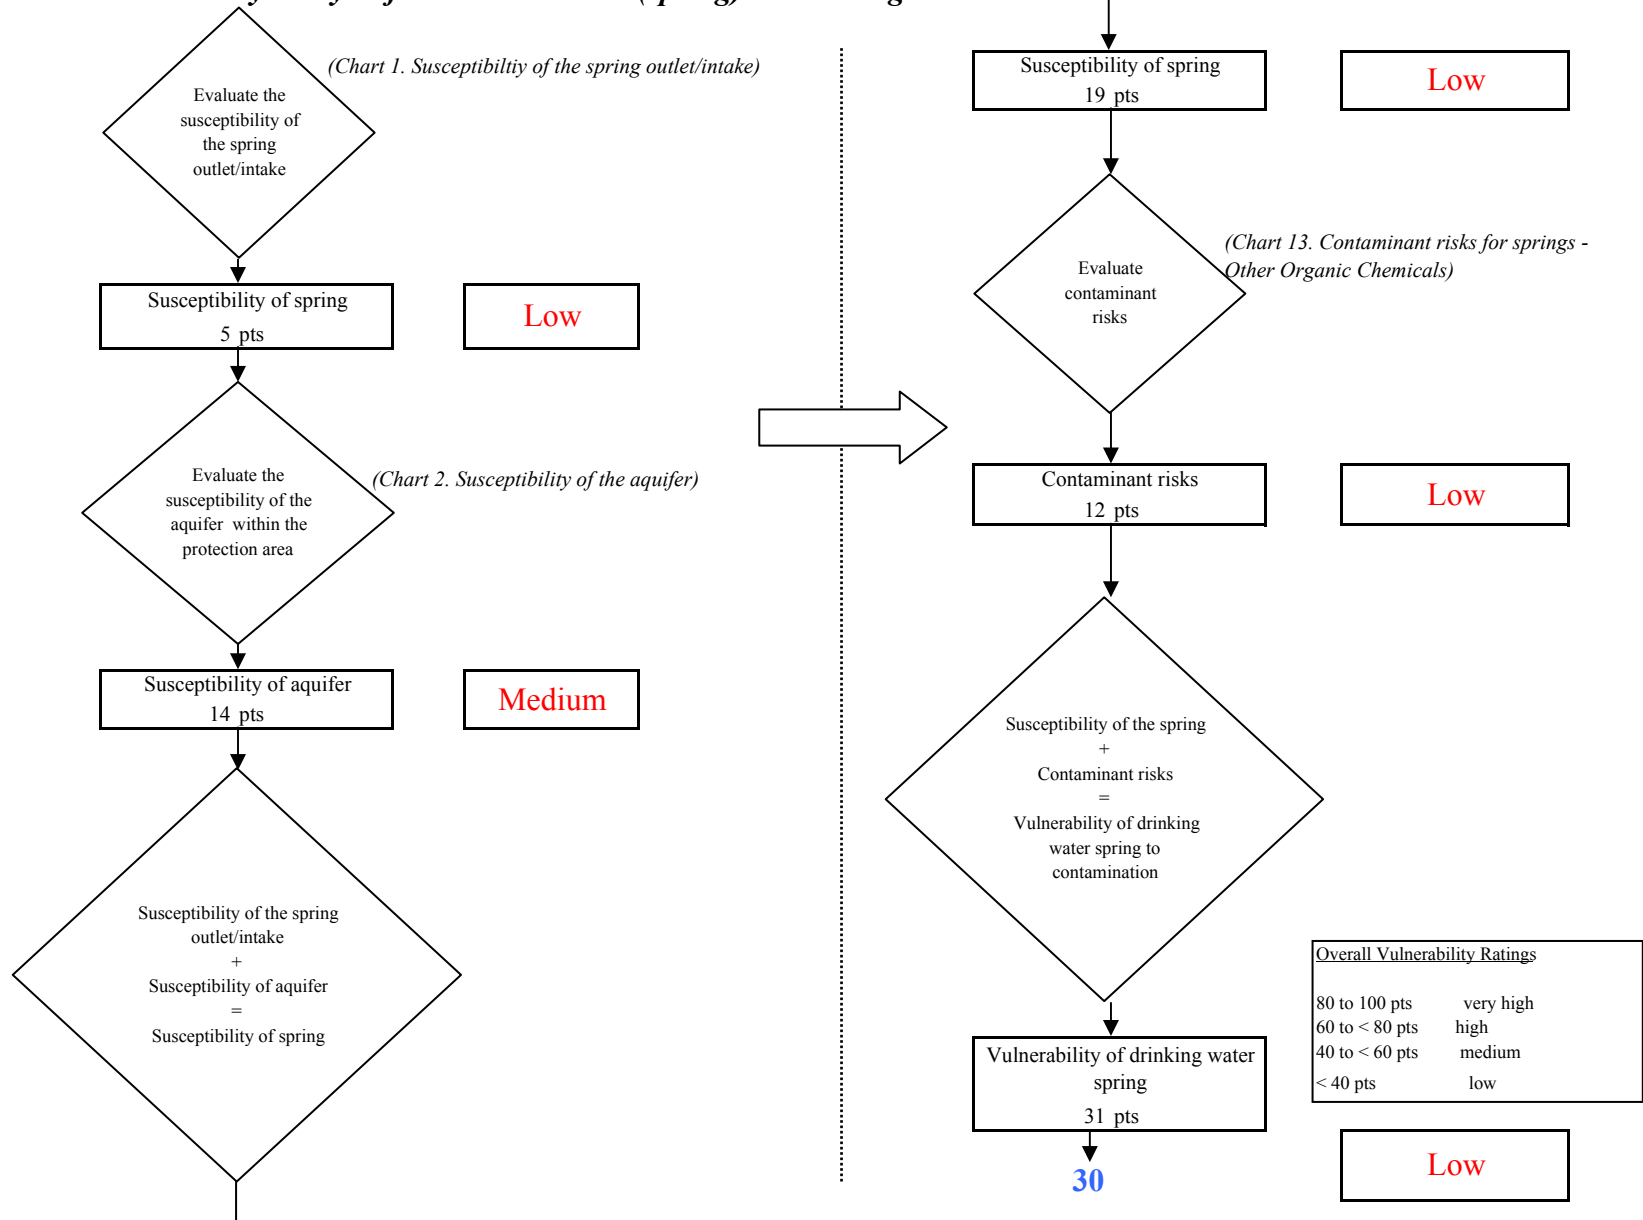 (Chart 1. Susceptibiltiy of the spring outlet/intake)
Evaluate the
susceptibility of
the spring
outlet/intake
Susceptibility of spring
5 pts
Low
Evaluate the
susceptibility of the
aquifer within the
protection area
(Chart 2. Susceptibility of the aquifer)
Susceptibility of aquifer
14 pts
Medium
Susceptibility of the spring
outlet/intake
+
Susceptibility of aquifer
=
Susceptibility of spring
Susceptibility of spring
19 pts
Low
Evaluate
contaminant
risks
(Chart 13. Contaminant risks for springs -
Other Organic Chemicals)
Contaminant risks
12 pts
Low
Susceptibility of the spring
+
Contaminant risks
=
Vulnerability of drinking
water spring to
contamination
Vulnerability of drinking water
spring
31 pts
30
Overall Vulnerability Ratings
80 to 100 pts very high
60 to < 80 pts high
40 to < 60 pts medium
< 40 pts low
Low